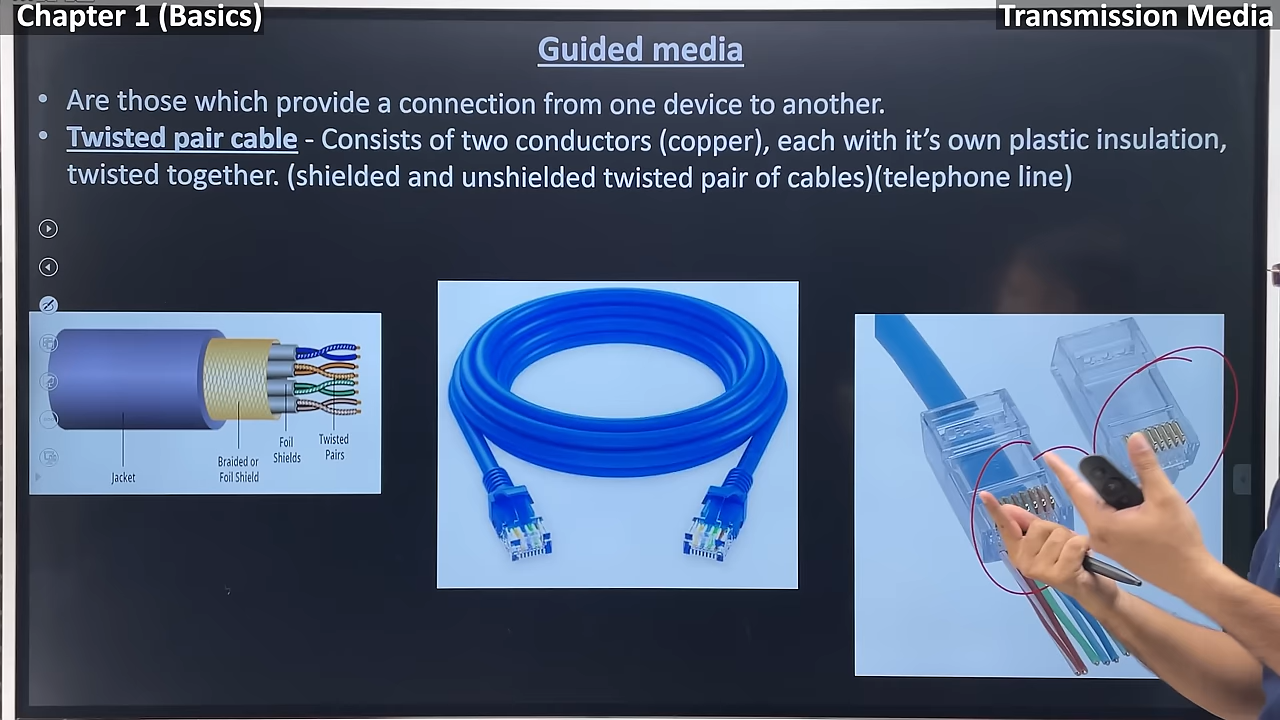 Chapter 1 (Basics)
Transmission Media
Guided media
• Are those which provide a connection from one device to another.
• Twisted pair cable - Consists of two conductors (copper), each with it's own plastic insulation,
twisted together. (shielded and unshielded twisted pair of cables)(telephone line)
Jacket
Braided or
Foil Shield
Foil
Shields
Twisted
Pairs